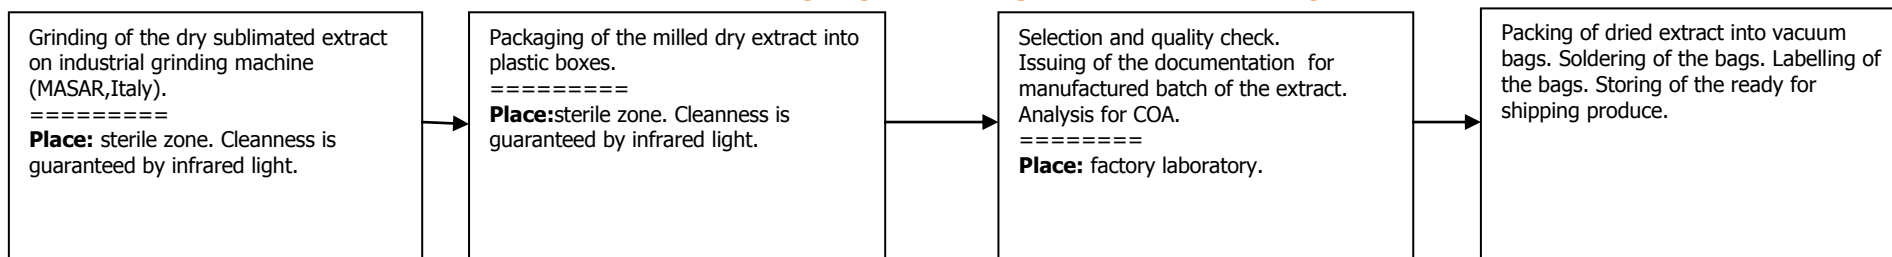 Grinding of the dry sublimated extract
on industrial grinding machine
(MASAR,Italy).
=========
Place: sterile zone. Cleanness is
guaranteed by infrared light.
Packaging of the milled dry extract into
plastic boxes.
=========
Place:sterile zone. Cleanness is
guaranteed by infrared light.
Selection and quality check.
Issuing of the documentation  for
manufactured batch of the extract.
Analysis for COA.
========
Place: factory laboratory.
Packing of dried extract into vacuum
bags. Soldering of the bags. Labelling of
the bags. Storing of the ready for
shipping produce.